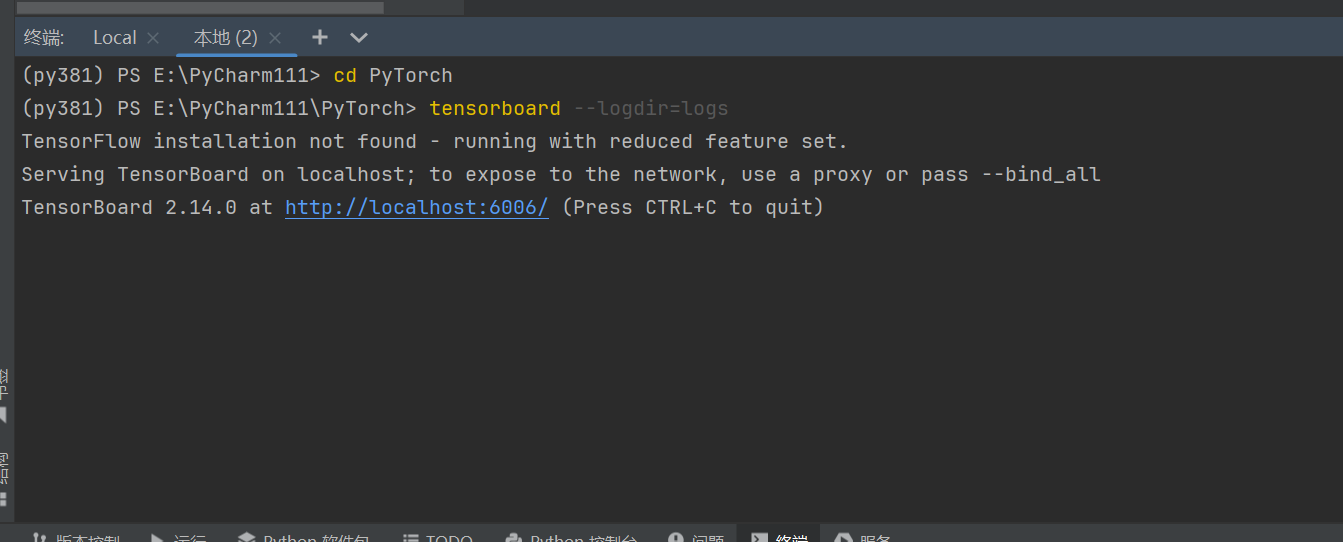 终端: Local 本地 (2)
(py381) PS E:\PyCharm111> cd PyTorch
(py381) PS E:\PyCharm111\PyTorch> tensorboard --logdir=logs
TensorFlow installation not found - running with reduced feature set.
Serving TensorBoard on localhost; to expose to the network, use a proxy or pass --bind_all
TensorBoard 2.14.0 at http://localhost:6006/ (Press CTRL+C to quit)
版本控制 运行 Python 软件包 TODO Python 控制台 问题 终端 服务